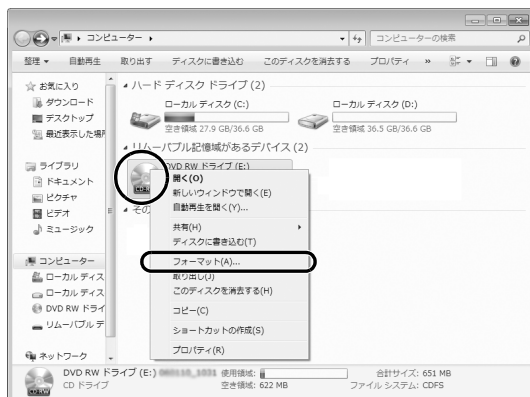 コンピューター
コンピューターの検索
整理 自動再生 取り出す ディスクに書き込む このディスクを消去する プロパティ »
お気に入り
ダウンロード
デスクトップ
最近表示した場所
ライブラリ
ドキュメント
ピクチャ
ビデオ
ミュージック
コンピューター
ローカル ディス
ローカル ディス
DVD RW ドライ
リムーバブル デ
ネットワーク
ハード ディスク ドライブ (2)
ローカル ディスク (C:)
空き領域 27.9 GB/36.6 GB
ローカル ディスク (D:)
空き領域 36.5 GB/36.6 GB
リムーバブル記憶域があるデバイス (2)
DVD RW ドライブ (E:)
CD-RW
その
開く(O)
新しいウィンドウで開く(E)
自動再生を開く(Y)...
共有(H)
ディスクに書き込む(T)
フォーマット(A)...
取り出し(J)
このディスクを消去する(H)
コピー(C)
ショートカットの作成(S)
プロパティ(R)
DVD RW ドライブ (E:) 060110_1031 使用領域: 合計サイズ: 651 MB
CD ドライブ 空き領域: 622 MB ファイル システム: CDFS